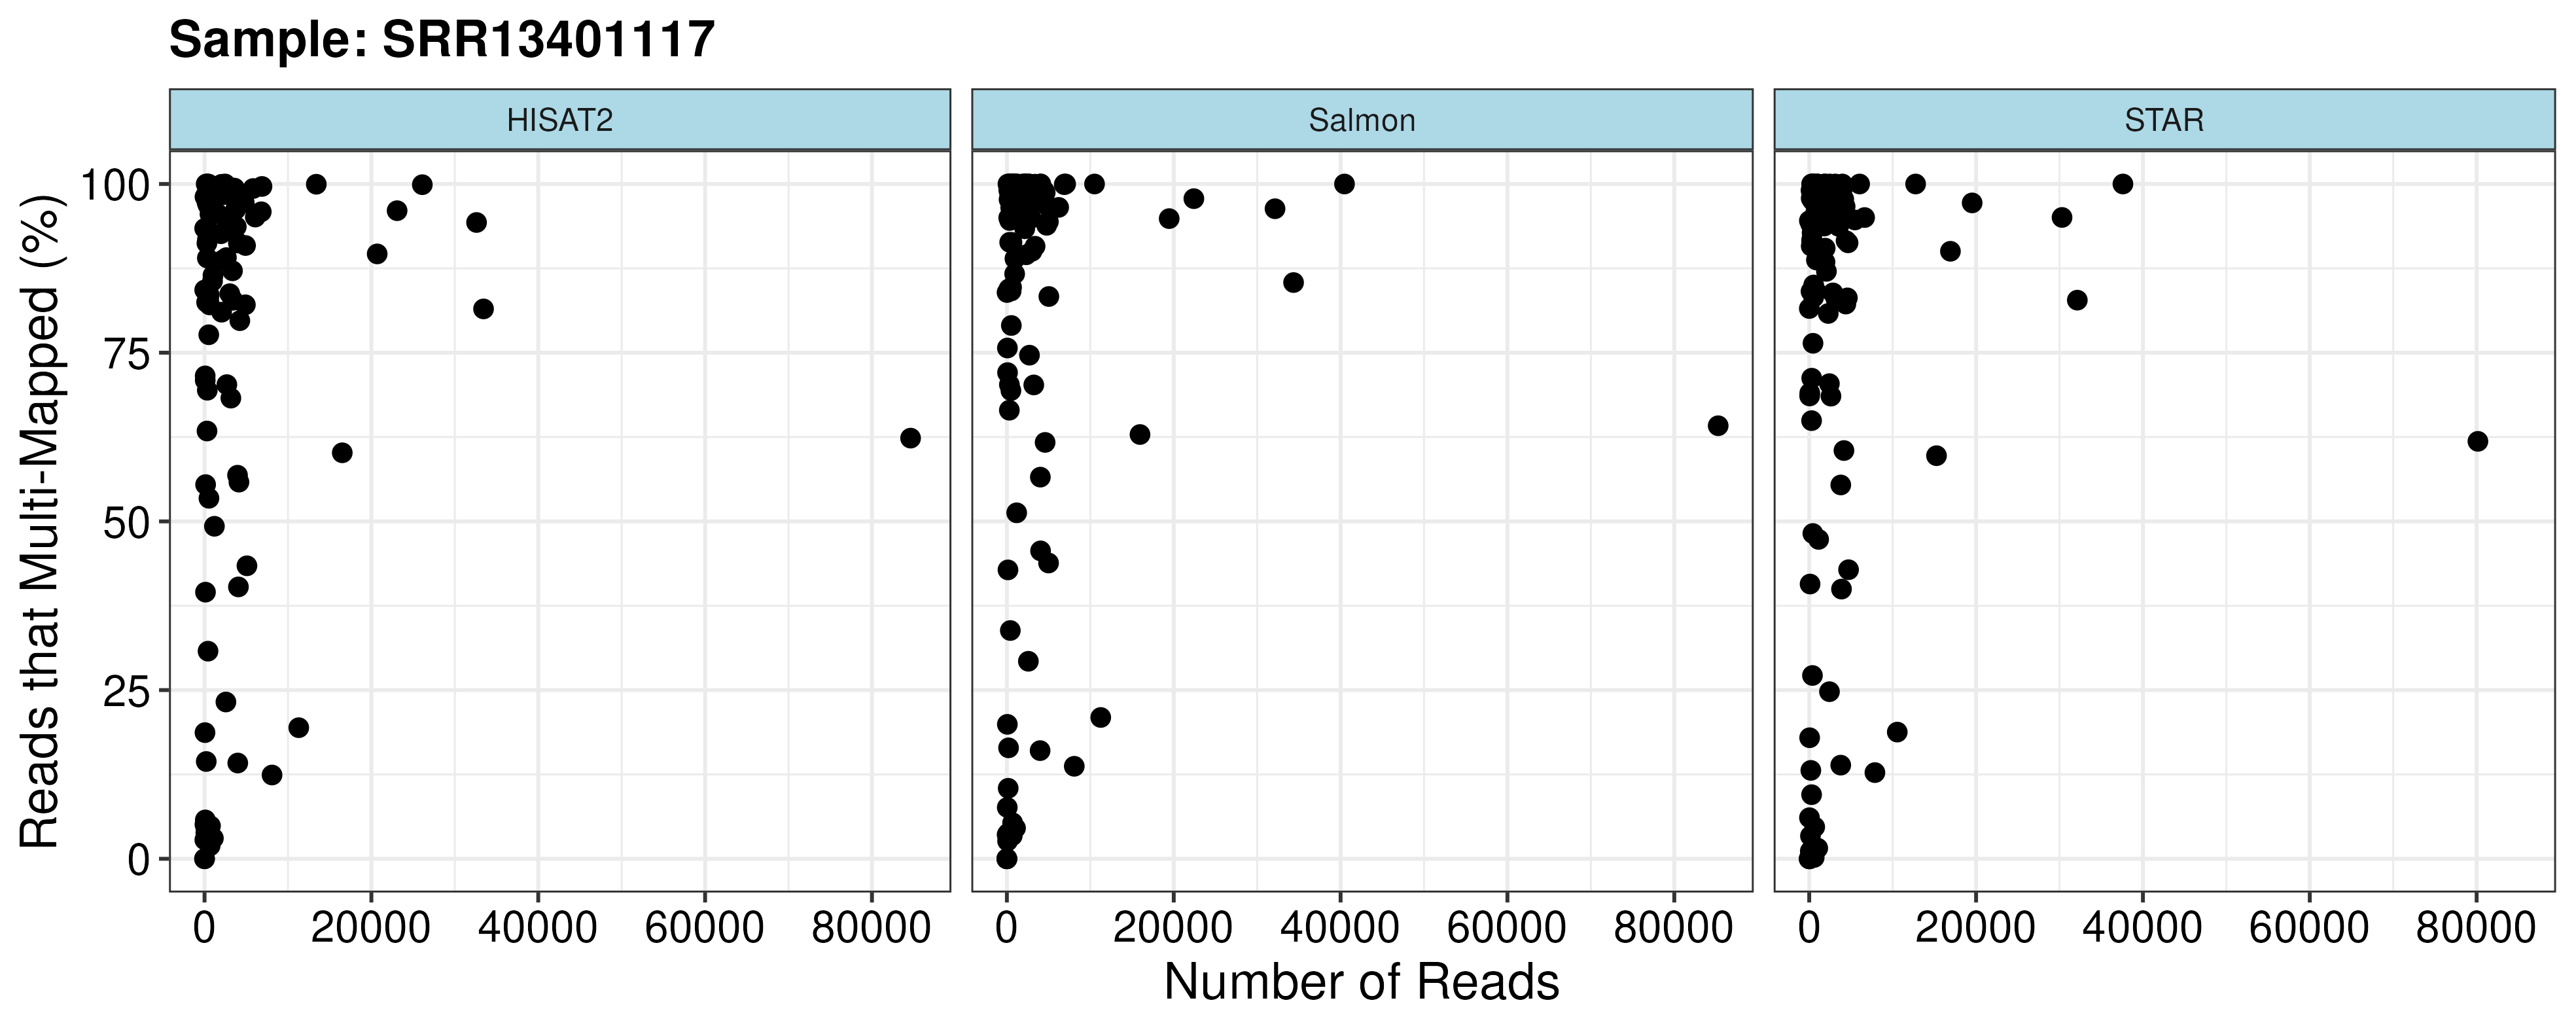 Sample: SRR13401117
HISAT2 Salmon STAR
Reads that Multi-Mapped (%)
100
75
50
25
0
0 20000 40000 60000 80000 0 20000 40000 60000 80000 0 20000 40000 60000 80000
Number of Reads